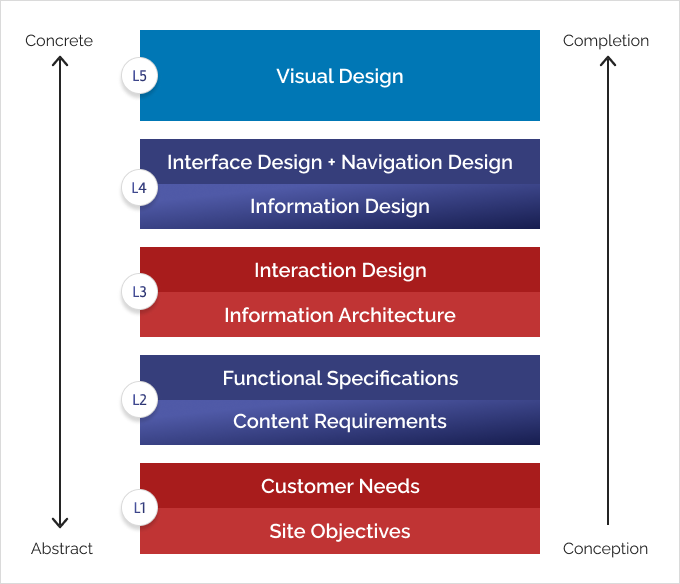 Concrete
Completion
L5
Visual Design
Interface Design + Navigation Design
L4
Information Design
Interaction Design
L3
Information Architecture
Functional Specifications
L2
Content Requirements
Customer Needs
L1
Site Objectives
Abstract
Conception